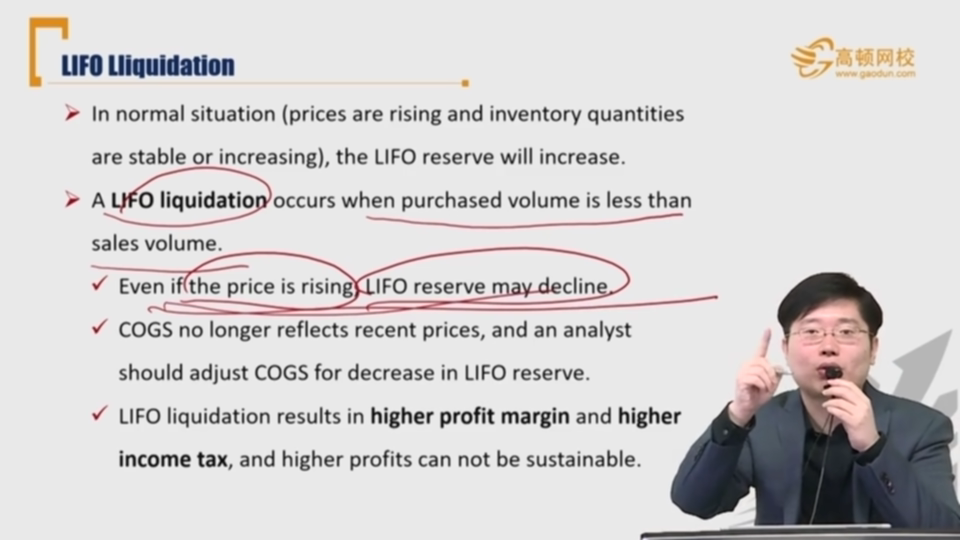 LIFO Lliquidation
高顿网校
www.gaodun.com
In normal situation (prices are rising and inventory quantities
are stable or increasing), the LIFO reserve will increase.
A LIFO liquidation occurs when purchased volume is less than
sales volume.
Even if the price is rising, LIFO reserve may decline.
COGS no longer reflects recent prices, and an analyst
should adjust COGS for decrease in LIFO reserve.
LIFO liquidation results in higher profit margin and higher
income tax, and higher profits can not be sustainable.